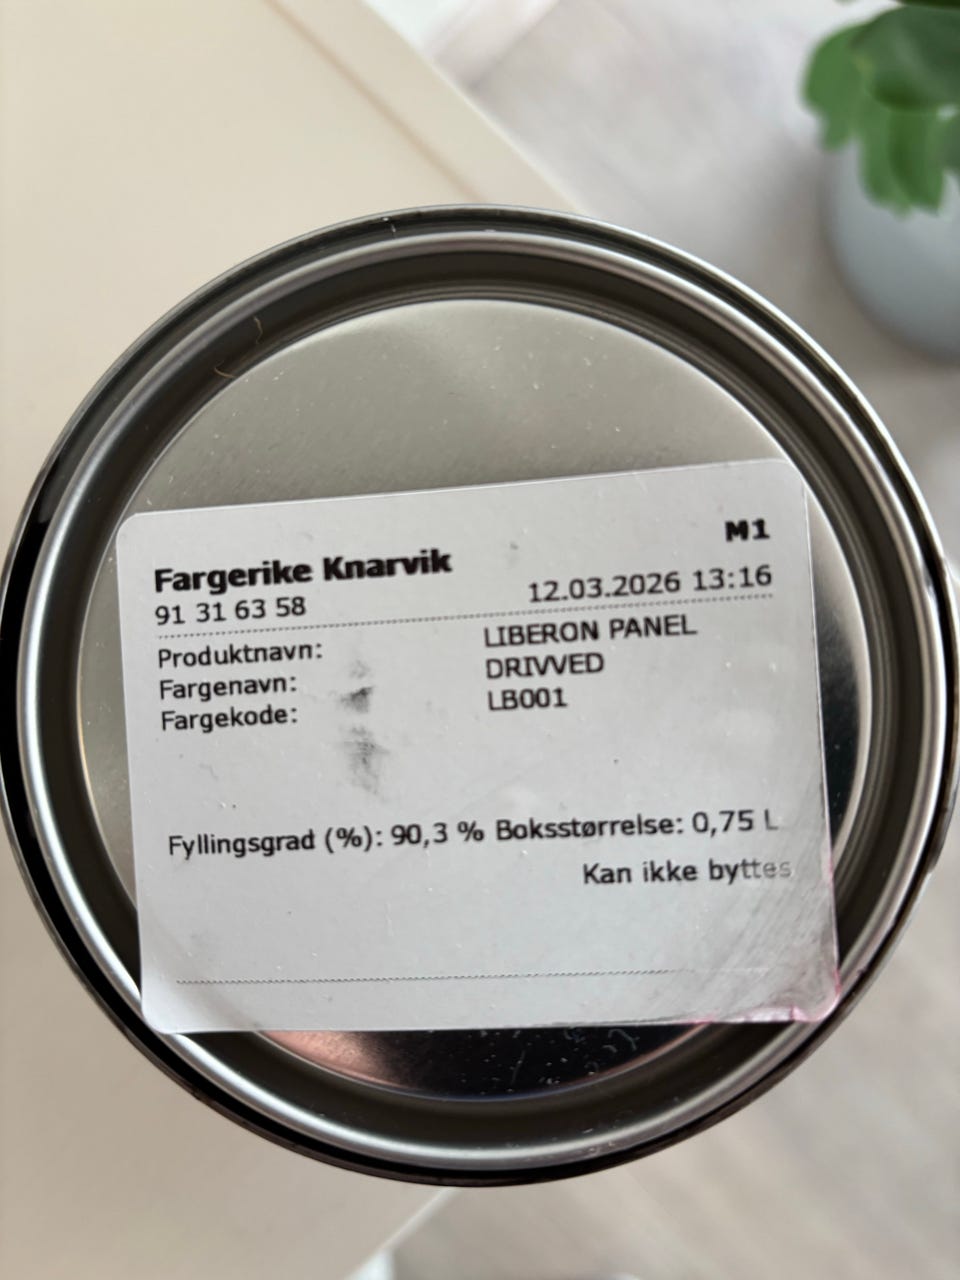 M1
Fargerike Knarvik
91 31 63 58 12.03.2026 13:16
Produktnavn: LIBERON PANEL
Fargenavn: DRIVVED
Fargekode: LB001
Fyllingsgrad (%): 90,3 % Boksstørrelse: 0,75 L
Kan ikke byttes